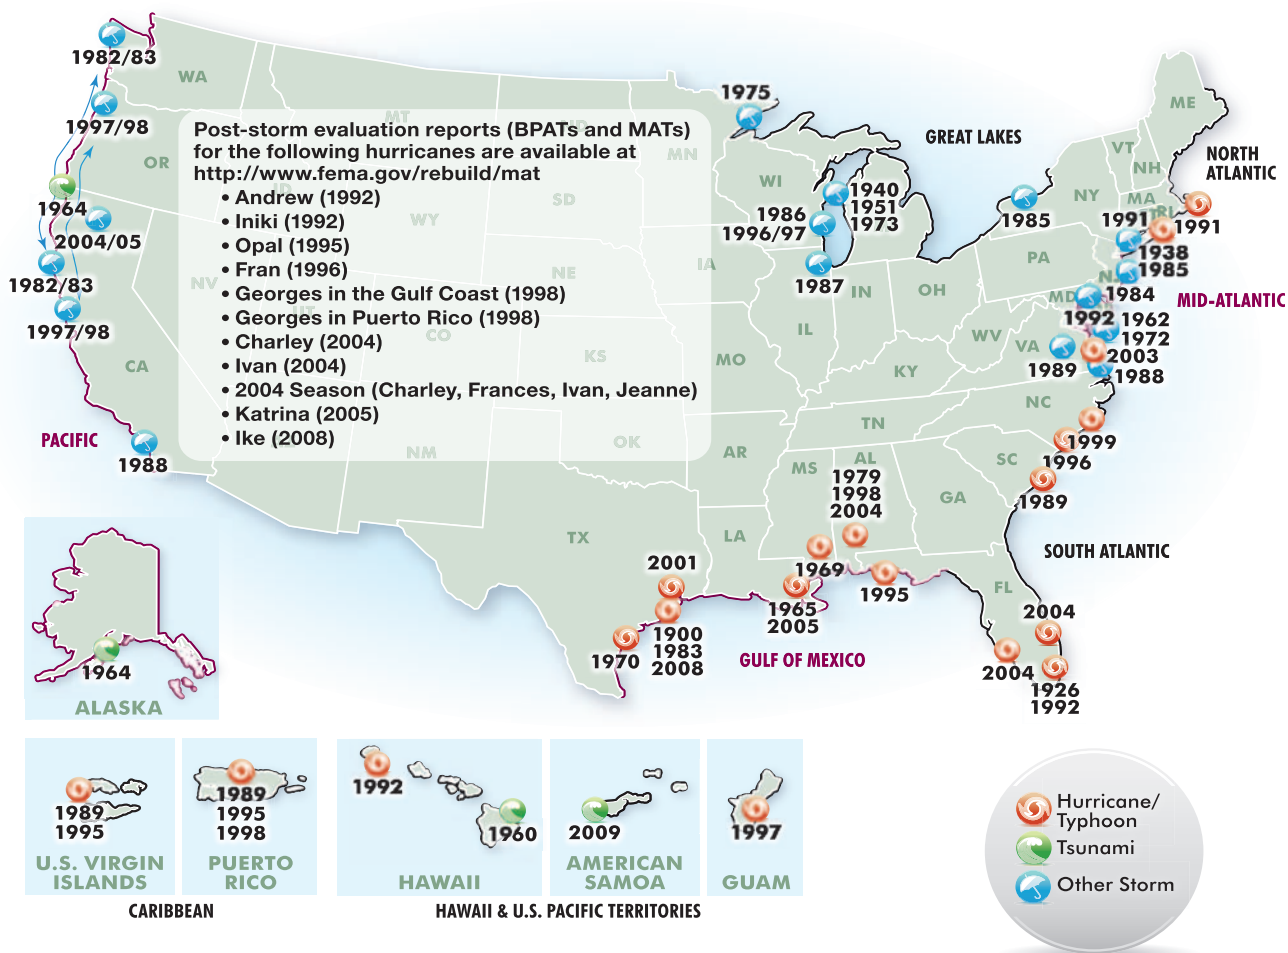 1982/83
WA
1997/98
OR
1964
2004/05
1982/83
1997/98
CA
NV
PACIFIC
1988
Post-storm evaluation reports (BPATs and MATs)
for the following hurricanes are available at
http://www.fema.gov/rebuild/mat
• Andrew (1992)
• Iniki (1992)
• Opal (1995)
• Fran (1996)
• Georges in the Gulf Coast (1998)
• Georges in Puerto Rico (1998)
• Charley (2004)
• Ivan (2004)
• 2004 Season (Charley, Frances, Ivan, Jeanne)
• Katrina (2005)
• Ike (2008)
MT
ID
WY
UT
CO
NM
SD
NE
KS
OK
MN
IA
MO
AR
LA
TX
1975
WI
1986
1996/97
1940
1951
1973
1987
GREAT LAKES
1985
IL
IN
OH
KY
TN
WV
VA
PA
NY
VT
NH
ME
MA
RI
NJ
MD
NORTH
ATLANTIC
1991
1991
1938
1985
1984
MID-ATLANTIC
1992
1962
1972
2003
1989
1988
NC
1999
1996
SC
1989
GA
MS
AL
1979
1998
2004
1969
1995
SOUTH ATLANTIC
FL
2004
2004
1926
1992
2001
1965
2005
1900
1983
2008
1970
GULF OF MEXICO
1964
ALASKA
1989
1995
U.S. VIRGIN
ISLANDS
1989
1995
1998
PUERTO
RICO
CARIBBEAN
1992
1960
HAWAII
2009
AMERICAN
SAMOA
1997
GUAM
HAWAII & U.S. PACIFIC TERRITORIES
Hurricane/
Typhoon
Tsunami
Other Storm